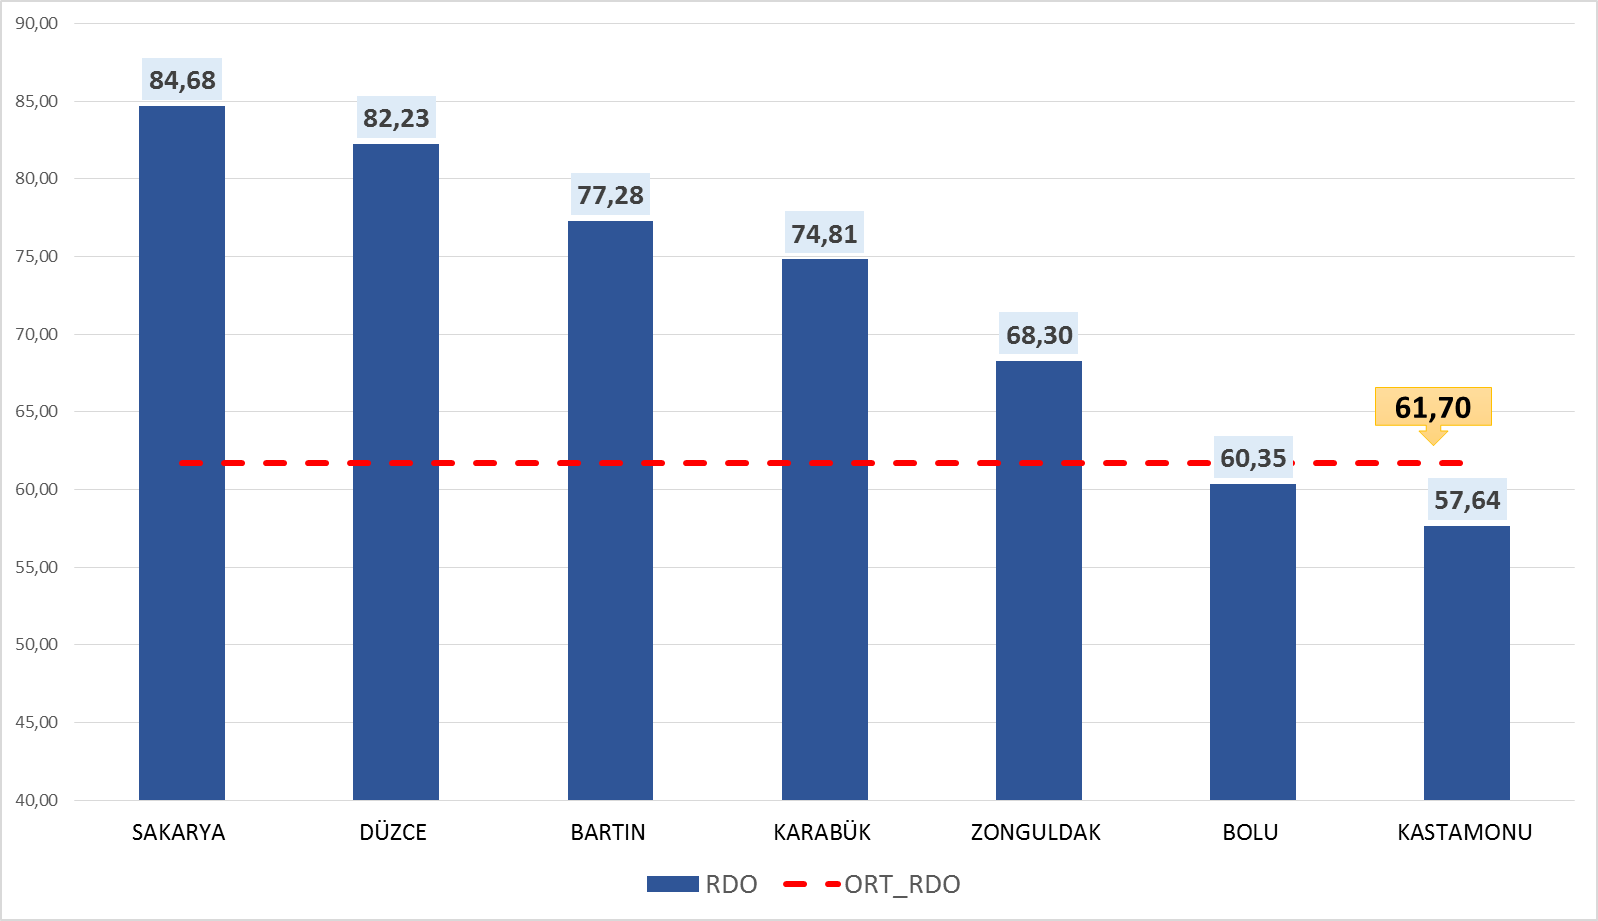 90,00
85,00
80,00
75,00
70,00
65,00
60,00
55,00
50,00
45,00
40,00
84,68
82,23
77,28
74,81
68,30
60,35
57,64
61,70
SAKARYA
DÜZCE
BARTIN
KARABÜK
ZONGULDAK
BOLU
KASTAMONU
RDO
ORT_RDO